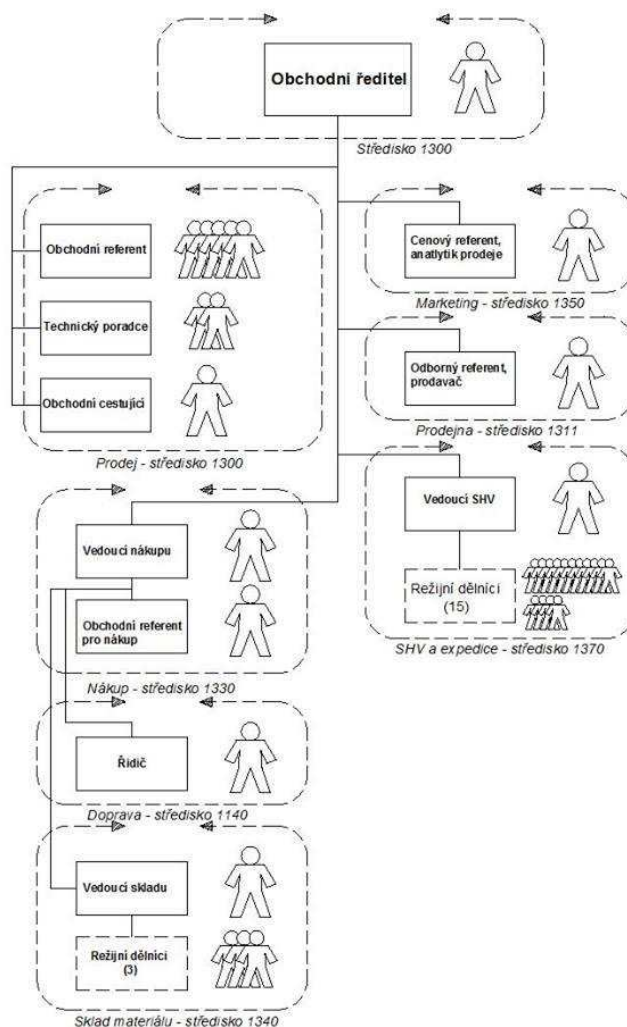 Obchodní ředitel
Středisko 1300
Obchodní referent
Technický poradce
Obchodní cestující
Prodej - středisko 1300
Cenový referent,
anatlytik prodeje
Marketing - středisko 1350
Odborný referent,
prodavač
Prodejna - středisko 1311
Vedoucí SHV
Režijní dělníci
(15)
SHV a expedice - středisko 1370
Vedoucí nákupu
Obchodní referent
pro nákup
Nákup - středisko 1330
Řidič
Doprava - středisko 1140
Vedoucí skladu
Režijní dělníci
(3)
Sklad materiálu - středisko 1340